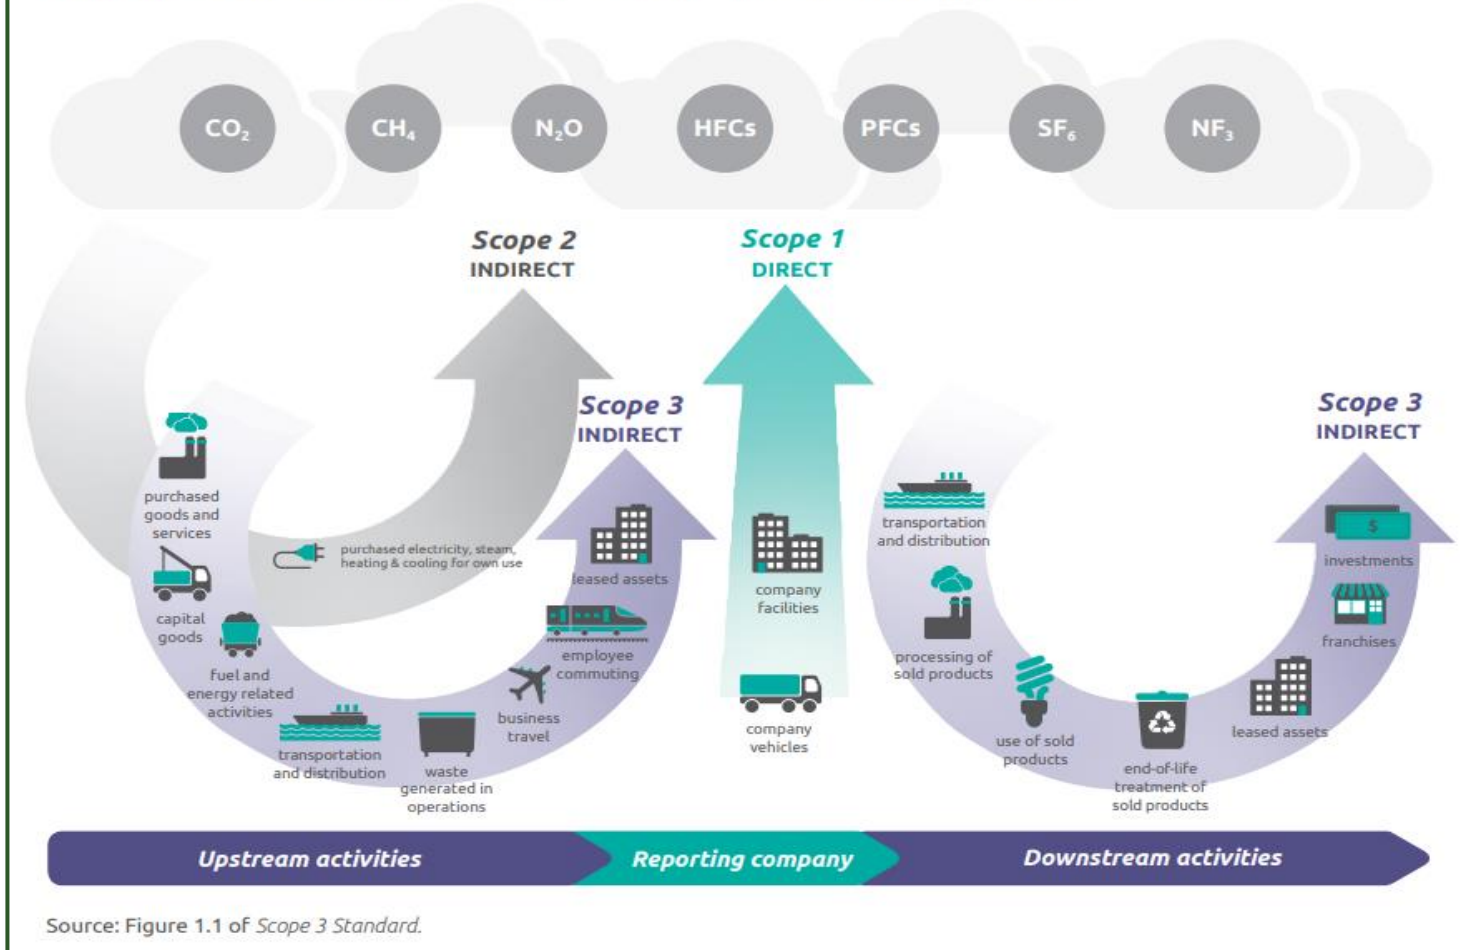 CO₂
CH₄
N₂O
HFCs
PFCs
SF₆
NF₃
Scope 2
INDIRECT
Scope 1
DIRECT
Scope 3
INDIRECT
Scope 3
INDIRECT
purchased
goods and
services
capital
goods
fuel and
energy related
activities
purchased electricity, steam,
heating & cooling for own use
transportation
and distribution
waste
generated in
operations
business
travel
employee
commuting
leased assets
company
facilities
company
vehicles
transportation
and distribution
processing of
sold products
use of sold
products
end-of-life
treatment of
sold products
leased assets
franchises
$
investments
Upstream activities
Reporting company
Downstream activities
Source: Figure 1.1 of Scope 3 Standard.